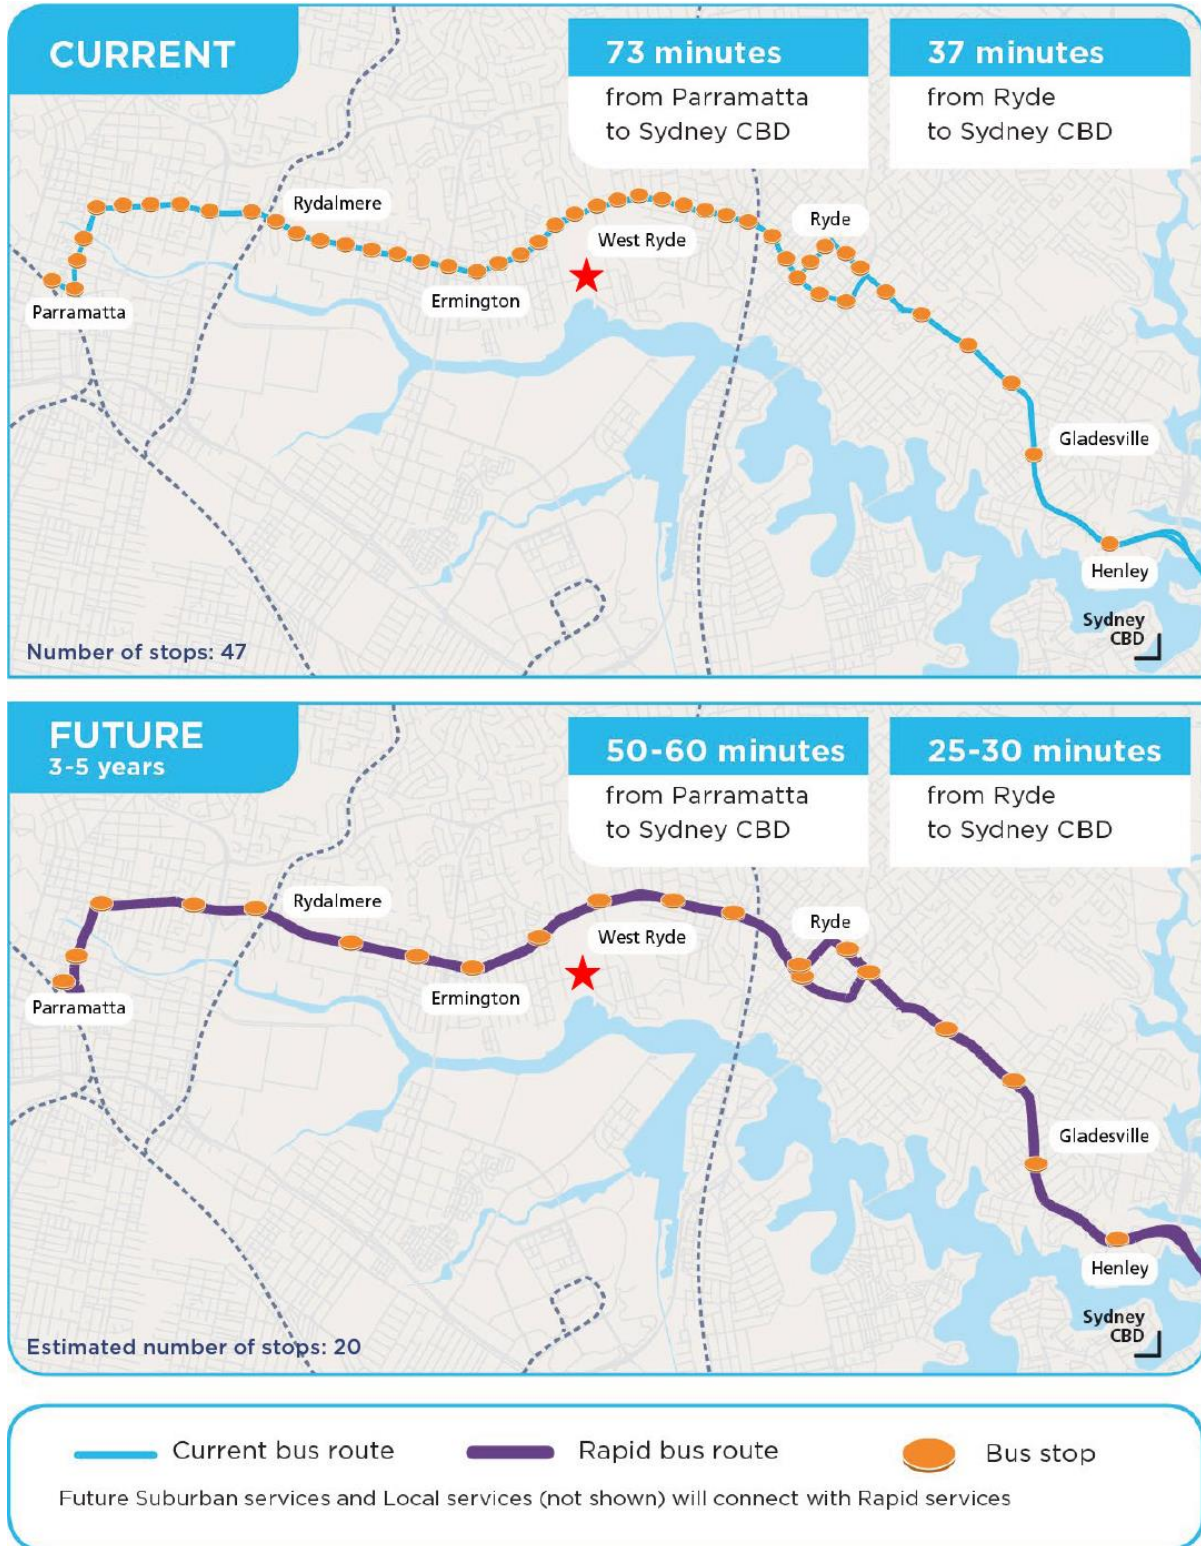 CURRENT
73 minutes
from Parramatta
to Sydney CBD
37 minutes
from Ryde
to Sydney CBD
Rydalmere
Ryde
West Ryde
Ermington
Parramatta
Gladesville
Henley
Sydney
CBD
Number of stops: 47
FUTURE
3-5 years
50-60 minutes
from Parramatta
to Sydney CBD
25-30 minutes
from Ryde
to Sydney CBD
Rydalmere
Ryde
West Ryde
Ermington
Parramatta
Gladesville
Henley
Sydney
CBD
Estimated number of stops: 20
Current bus route
Rapid bus route
Bus stop
Future Suburban services and Local services (not shown) will connect with Rapid services